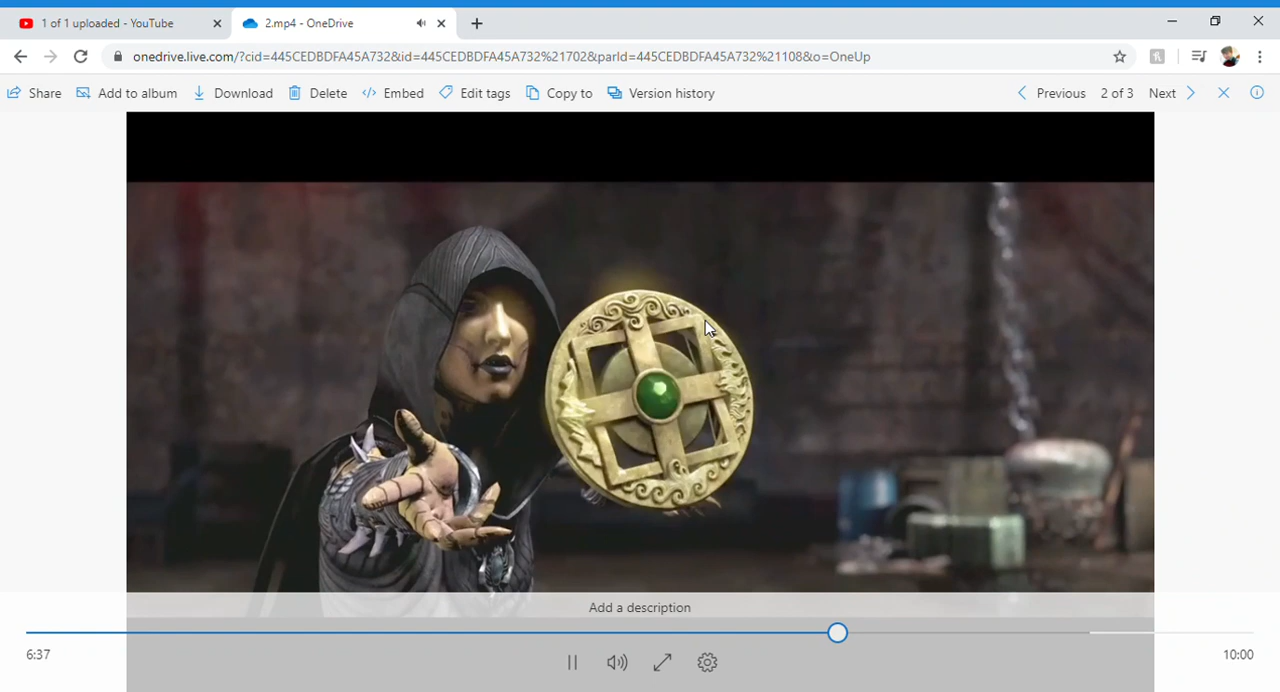 1 of 1 uploaded - YouTube
2.mp4 - OneDrive
onedrive.live.com/?cid=445CEDBDFA45A732&id=445CEDBDFA45A732%21702&parId=445CEDBDFA45A732%21108&o=OneUp
Share Add to album Download Delete Embed Edit tags Copy to Version history Previous 2 of 3 Next
Add a description
6:37 10:00